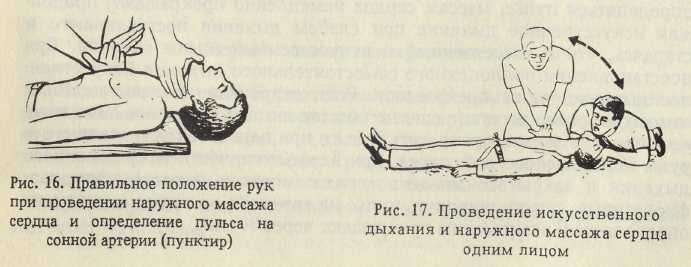 Рис. 16. Правильное положение рук
при проведении наружного массажа
сердца и определение пульса на
сонной артерии (пунктир)
Рис. 17. Проведение искусственного
дыхания и наружного массажа сердца
одним лицом